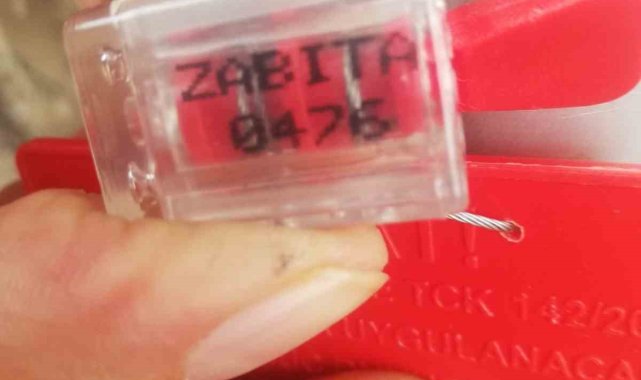 ZABITA
0476
TCK 142/20
UYGULANACA